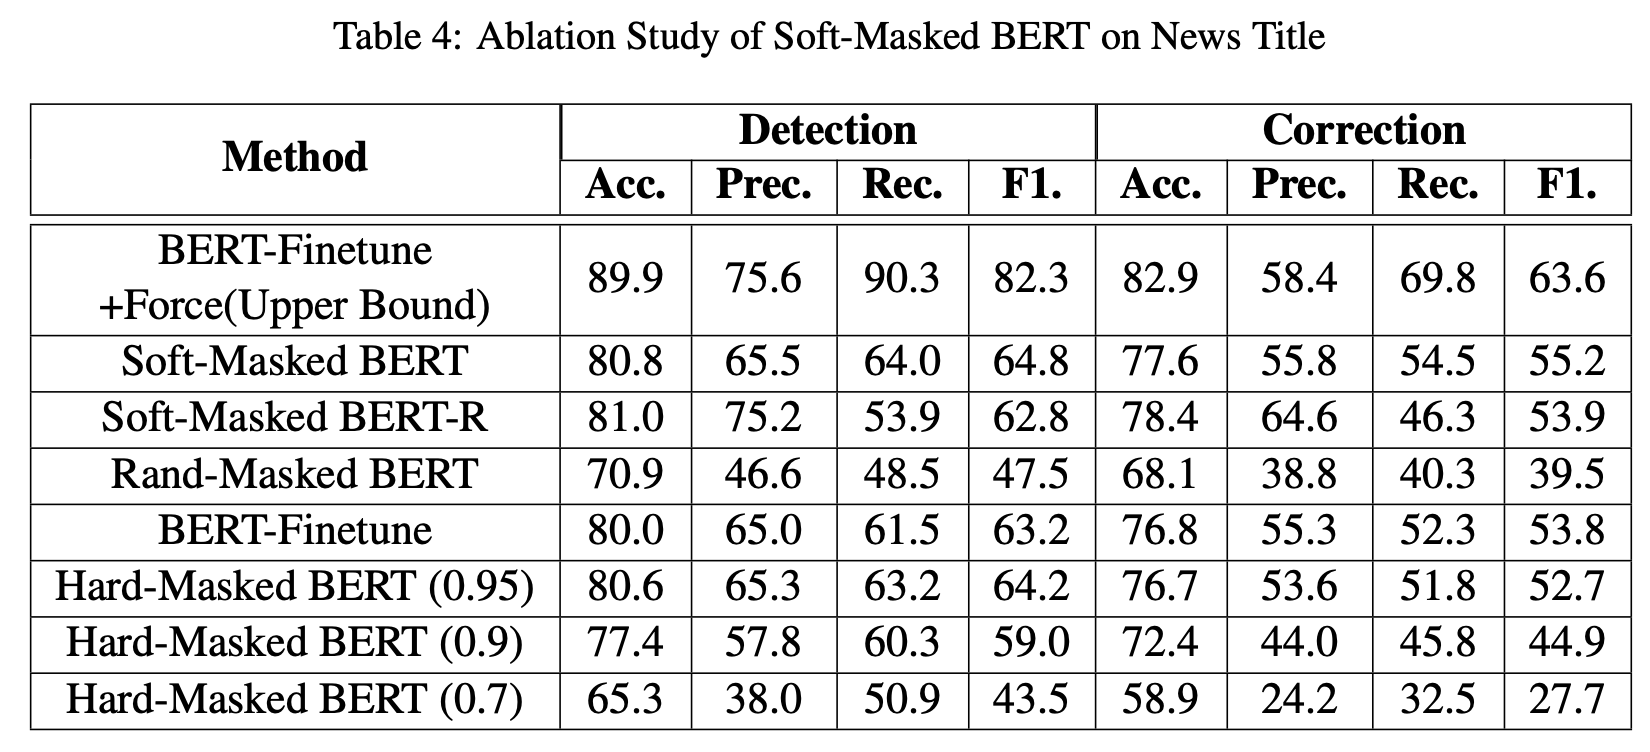 Table 4: Ablation Study of Soft-Masked BERT on News Title
Method Detection Correction
Acc. Prec. Rec. F1. Acc. Prec. Rec. F1.
BERT-Finetune
+Force(Upper Bound) 89.9 75.6 90.3 82.3 82.9 58.4 69.8 63.6
Soft-Masked BERT 80.8 65.5 64.0 64.8 77.6 55.8 54.5 55.2
Soft-Masked BERT-R 81.0 75.2 53.9 62.8 78.4 64.6 46.3 53.9
Rand-Masked BERT 70.9 46.6 48.5 47.5 68.1 38.8 40.3 39.5
BERT-Finetune 80.0 65.0 61.5 63.2 76.8 55.3 52.3 53.8
Hard-Masked BERT (0.95) 80.6 65.3 63.2 64.2 76.7 53.6 51.8 52.7
Hard-Masked BERT (0.9) 77.4 57.8 60.3 59.0 72.4 44.0 45.8 44.9
Hard-Masked BERT (0.7) 65.3 38.0 50.9 43.5 58.9 24.2 32.5 27.7